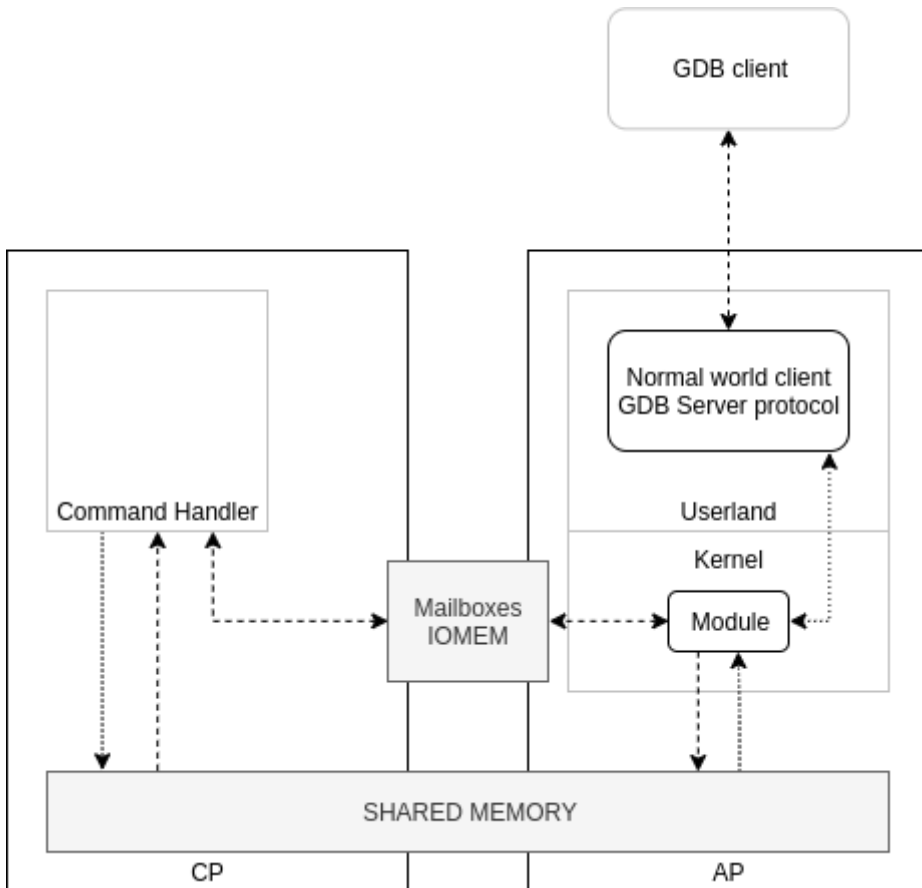 GDB client
Normal world client
GDB Server protocol
Command Handler
Userland
Kernel
Mailboxes
IOMEM
Module
SHARED MEMORY
CP
AP